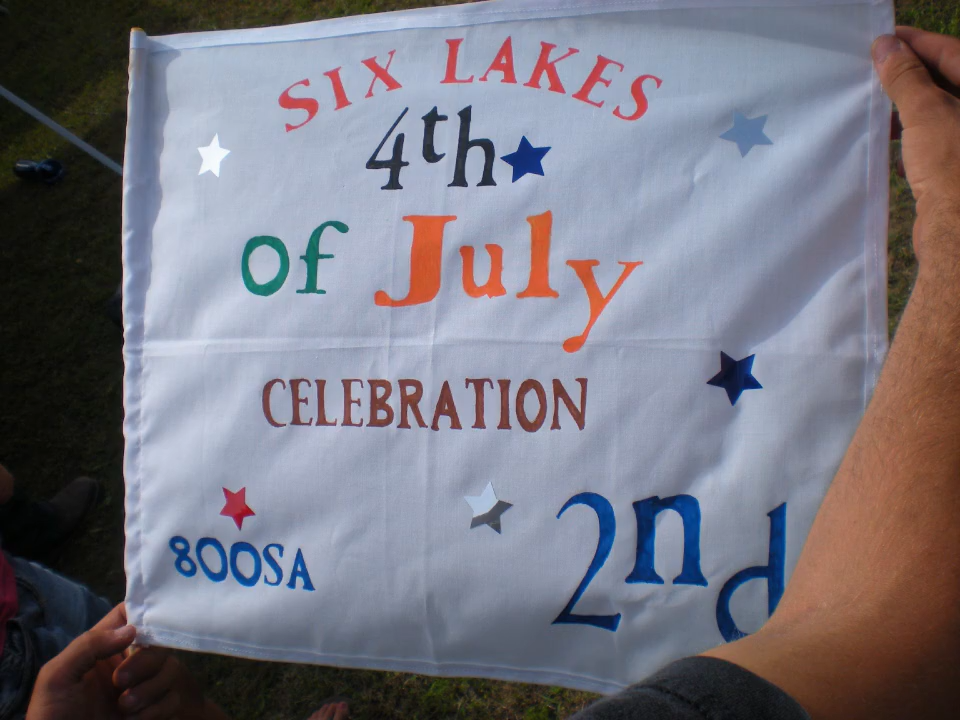 SIX LAKES
4th
of July
CELEBRATION
800SA
2nd